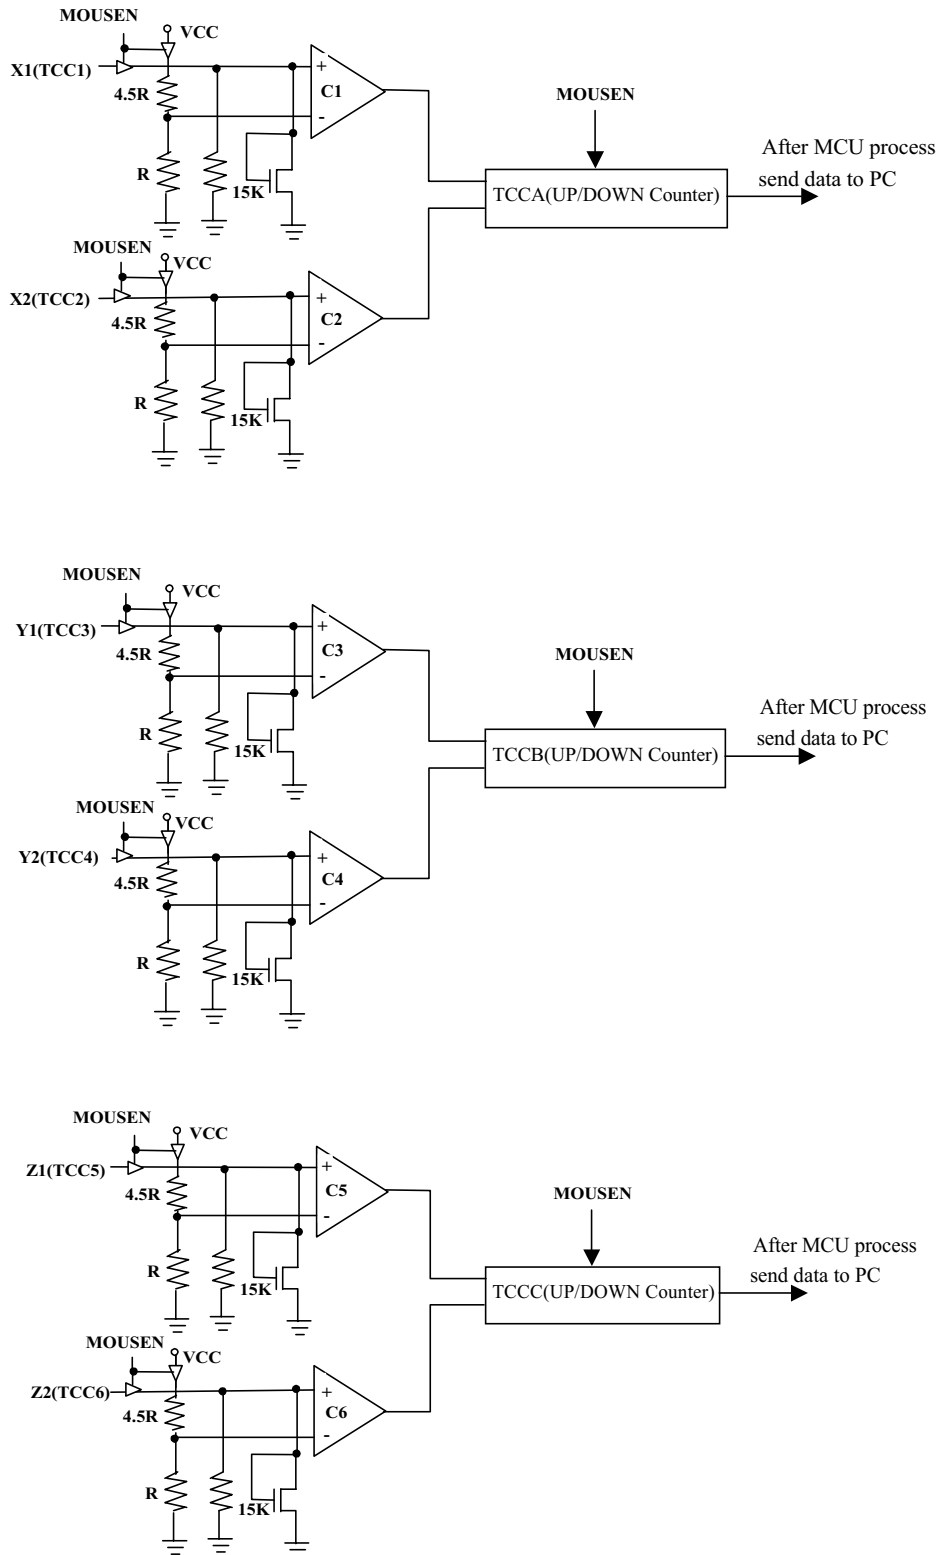 MOUSEN
VCC
X1(TCC1)
+
4.5R
C1
-
R
15K
MOUSEN
TCCA(UP/DOWN Counter)
After MCU process
send data to PC
MOUSEN
VCC
X2(TCC2)
+
4.5R
C2
-
R
15K
MOUSEN
VCC
Y1(TCC3)
+
4.5R
C3
-
R
15K
MOUSEN
TCCB(UP/DOWN Counter)
After MCU process
send data to PC
MOUSEN
VCC
Y2(TCC4)
+
4.5R
C4
-
R
15K
MOUSEN
VCC
Z1(TCC5)
+
4.5R
C5
-
R
15K
MOUSEN
TCCC(UP/DOWN Counter)
After MCU process
send data to PC
MOUSEN
VCC
Z2(TCC6)
+
4.5R
C6
-
R
15K